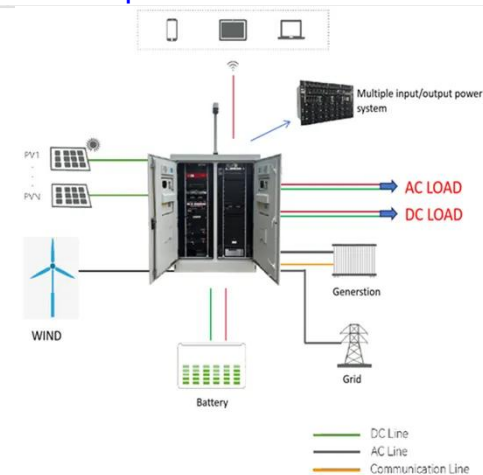 Multiple input/output power
system
PV1
PVN
AC LOAD
DC LOAD
WIND
Generstion
Grid
Battery
DC Line
AC Line
Communication Line